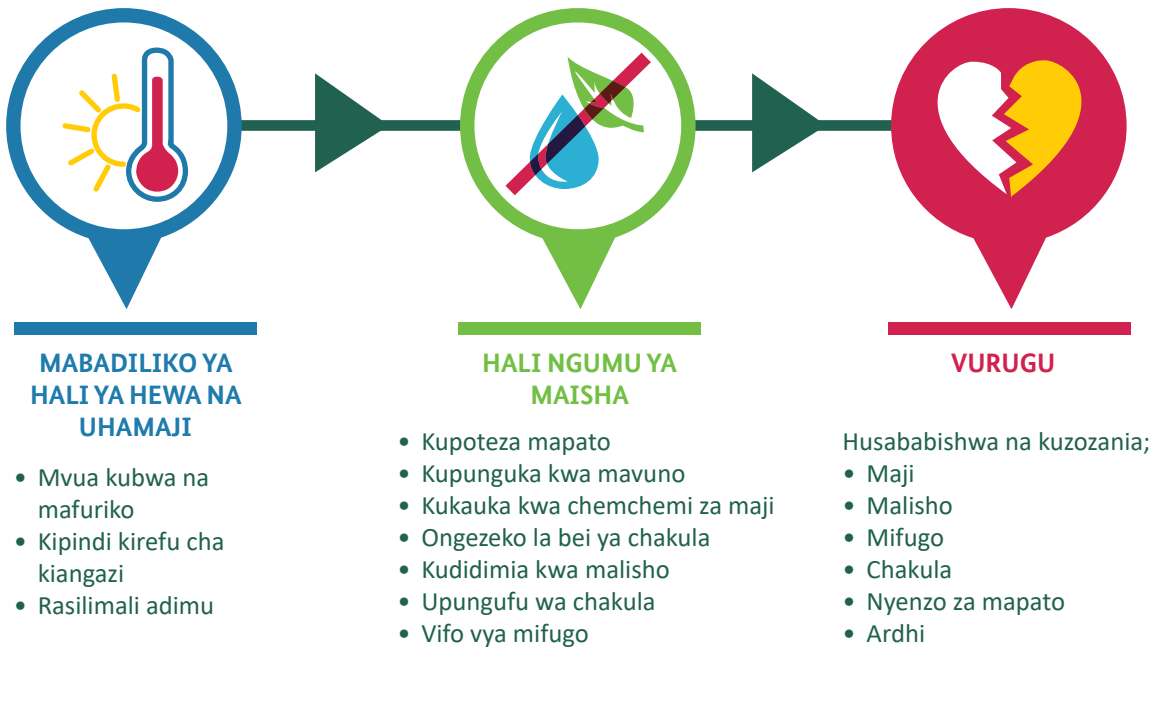 MABADILIKO YA
HALI YA HEWA NA
UHAMAJI
• Mvua kubwa na
mafuriko
• Kipindi kirefu cha
kiangazi
• Rasilimali adimu
HALI NGUMU YA
MAISHA
• Kupoteza mapato
• Kupunguka kwa mavuno
• Kukauka kwa chemchemi za maji
• Ongezeko la bei ya chakula
• Kudidimia kwa malisho
• Upungufu wa chakula
• Vifo vya mifugo
VURUGU
Husababishwa na kuzozania;
• Maji
• Malisho
• Mifugo
• Chakula
• Nyenzo za mapato
• Ardhi